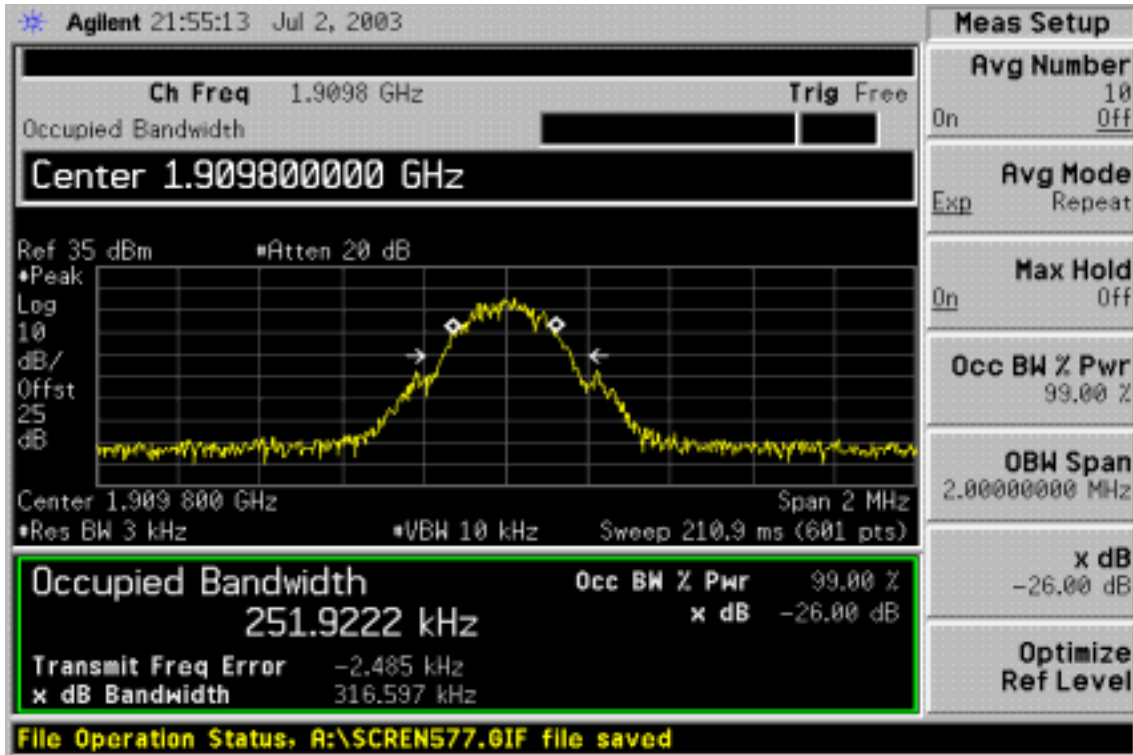 Agilent 21:55:13 Jul 2, 2003
Ch Freq 1.9098 GHz Trig Free
Occupied Bandwidth
Center 1.909800000 GHz
Ref 35 dBm #Atten 20 dB
#Peak
Log
10
dB/
Offst
25
dB
Center 1.909 800 GHz Span 2 MHz
#Res BW 3 kHz #VBW 10 kHz Sweep 210.9 ms (601 pts)
Occupied Bandwidth Occ BW % Pwr 99.00 %
251.9222 kHz x dB -26.00 dB
Transmit Freq Error -2.485 kHz
x dB Bandwidth 316.597 kHz
File Operation Status, A:\SCREN577.GIF file saved
Meas Setup
Avg Number
10
On Off
Avg Mode
Exp Repeat
Max Hold
On Off
Occ BW % Pwr
99.00 %
OBW Span
2.00000000 MHz
x dB
-26.00 dB
Optimize
Ref Level